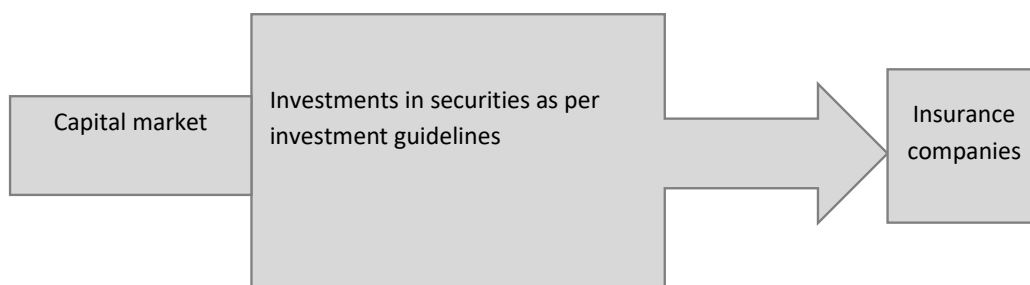 Capital market
Investments in securities as per
investment guidelines
Insurance
companies